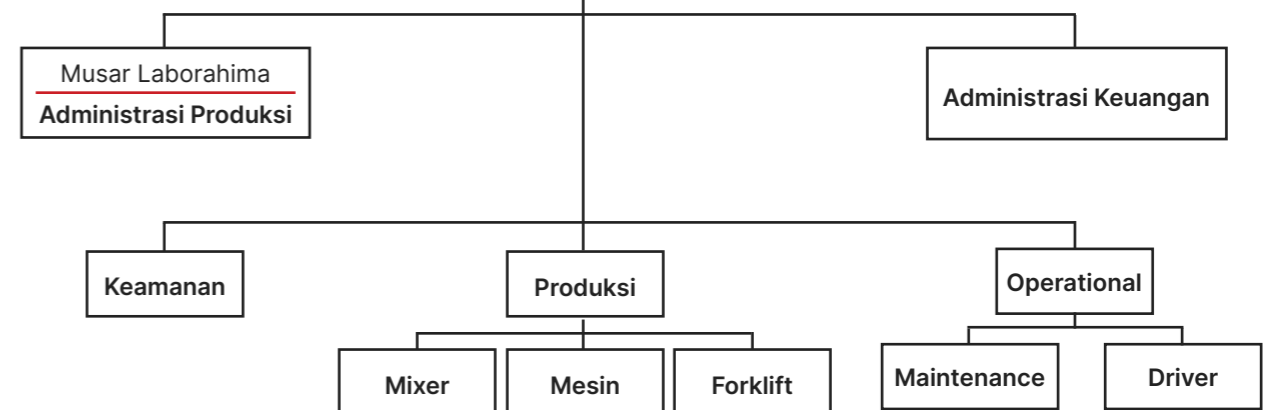 Musar Laborahima
Administrasi Produksi
Administrasi Keuangan
Keamanan
Produksi
Operational
Mixer
Mesin
Forklift
Maintenance
Driver